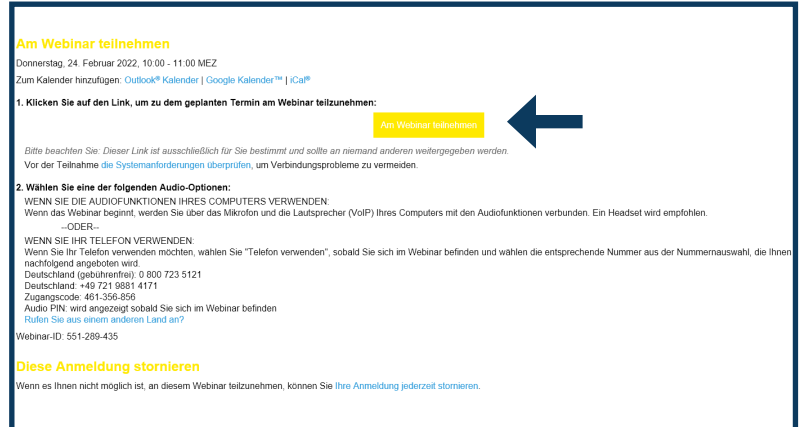 Am Webinar teilnehmen
Donnerstag, 24. Februar 2022, 10:00 - 11:00 MEZ
Zum Kalender hinzufügen: Outlook® Kalender | Google Kalender™ | iCal®
1. Klicken Sie auf den Link, um zu dem geplanten Termin am Webinar teilzunehmen:
Am Webinar teilnehmen
Bitte beachten Sie: Dieser Link ist ausschließlich für Sie bestimmt und sollte an niemand anderen weitergegeben werden.
Vor der Teilnahme die Systemanforderungen überprüfen, um Verbindungsprobleme zu vermeiden.
2. Wählen Sie eine der folgenden Audio-Optionen:
WENN SIE DIE AUDIOFUNKTIONEN IHRES COMPUTERS VERWENDEN:
Wenn das Webinar beginnt, werden Sie über das Mikrofon und die Lautsprecher (VoIP) Ihres Computers mit den Audiofunktionen verbunden. Ein Headset wird empfohlen.
--ODER--
WENN SIE IHR TELEFON VERWENDEN:
Wenn Sie Ihr Telefon verwenden möchten, wählen Sie "Telefon verwenden", sobald Sie sich im Webinar befinden und wählen die entsprechende Nummer aus der Nummernauswahl, die Ihnen
nachfolgend angeboten wird.
Deutschland (gebührenfrei): 0 800 723 5121
Deutschland: +49 721 9881 4171
Zugangscode: 461-356-856
Audio PIN: wird angezeigt sobald Sie sich im Webinar befinden
Rufen Sie aus einem anderen Land an?
Webinar-ID: 551-289-435
Diese Anmeldung stornieren
Wenn es Ihnen nicht möglich ist, an diesem Webinar teilzunehmen, können Sie Ihre Anmeldung jederzeit stornieren.